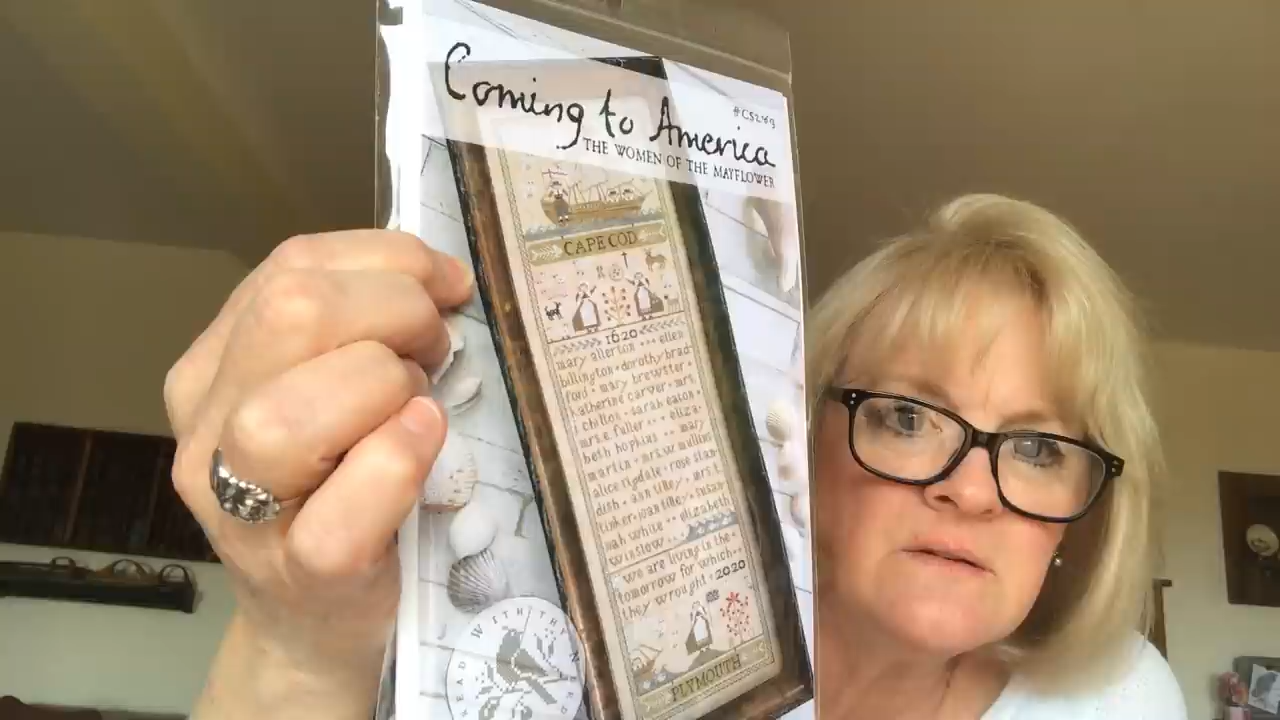 Coming to America
#CS243
THE WOMEN OF THE MAYFLOWER
CAPE COD
1620
mary allerton ellen
billington dorothy brad
ford mary brewster
katherine carver mrs
j chilton sarah eaton
mrs e fuller eliza
beth hopkins mary
martin mrs w mullins
alice rigdale rose stan
dish ann tilley mrs t
tinker joan tilley susan
nah white elizabeth
winslow
we are living in the
tomorrow for which
they wrought 2020
PLYMOUTH
WITH THY